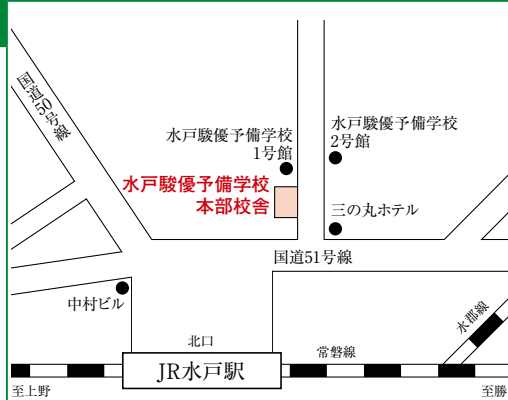 国道50号線
水戸駿優予備学校
1号館
水戸駿優予備学校
2号館
水戸駿優予備学校
本部校舎
三の丸ホテル
国道51号線
中村ビル
水郡線
北口
常磐線
JR水戸駅
至上野
至勝